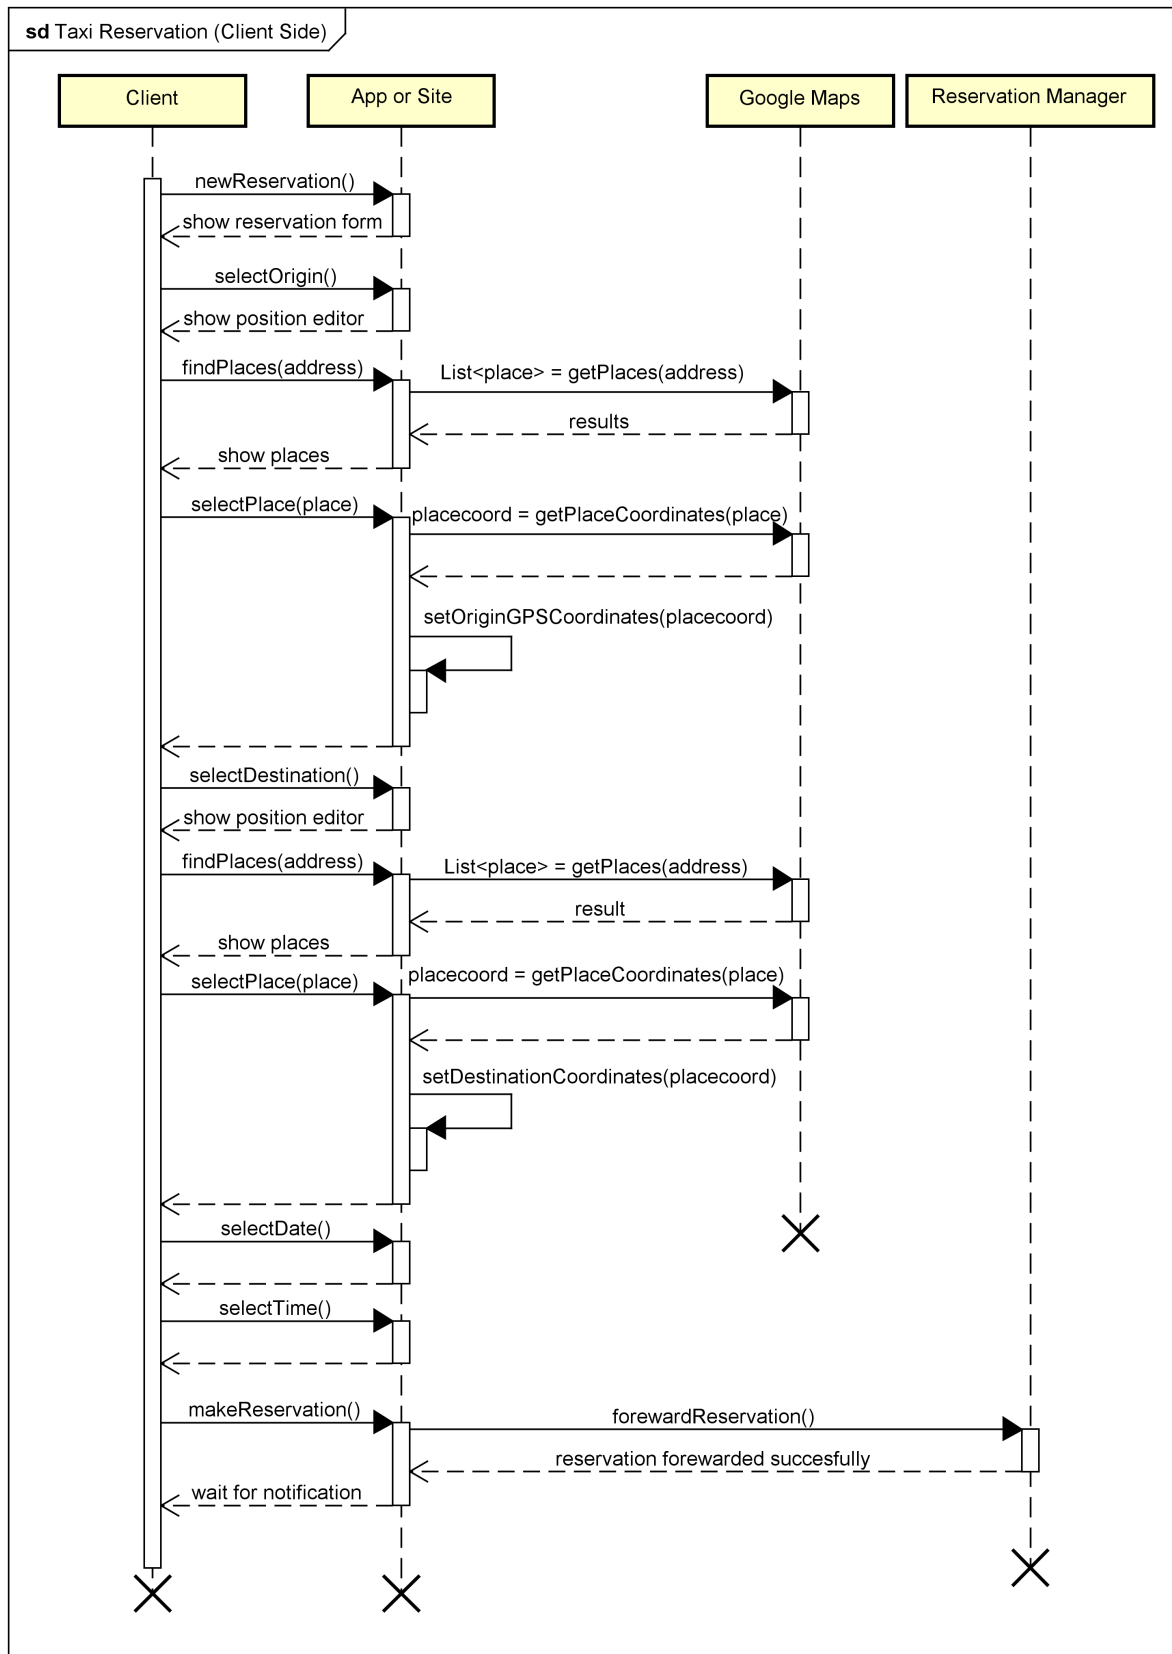 sd Taxi Reservation (Client Side)
Client
App or Site
Google Maps
Reservation Manager
newReservation()
show reservation form
selectOrigin()
show position editor
findPlaces(address)
List<place> = getPlaces(address)
results
show places
selectPlace(place)
placecoord = getPlaceCoordinates(place)
setOriginGPSCoordinates(placecoord)
selectDestination()
show position editor
findPlaces(address)
List<place> = getPlaces(address)
result
show places
selectPlace(place)
placecoord = getPlaceCoordinates(place)
setDestinationCoordinates(placecoord)
selectDate()
selectTime()
makeReservation()
forewardReservation()
reservation forewarded succesfully
wait for notification